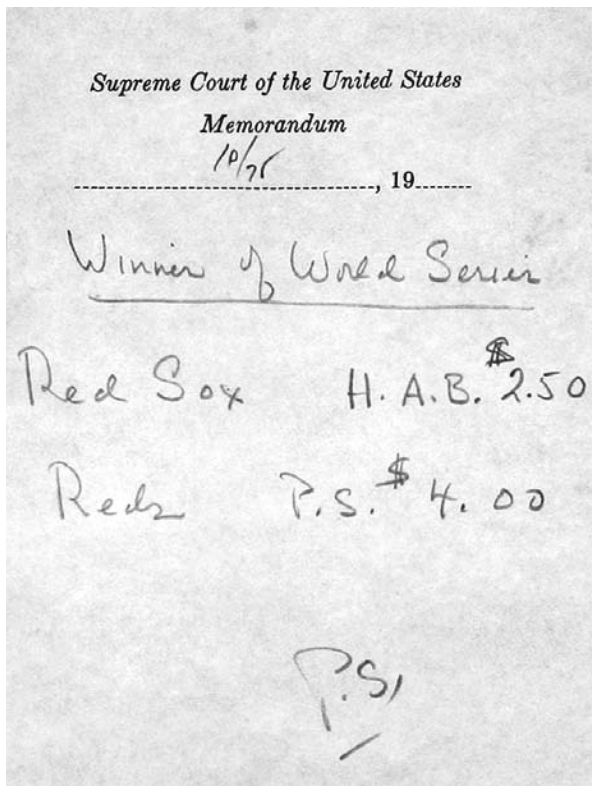 Supreme Court of the United States
Memorandum
10/75
, 19
Winner of World Series
Red Sox H.A.B. $2.50
Reds P.S. $4.00
P.S.